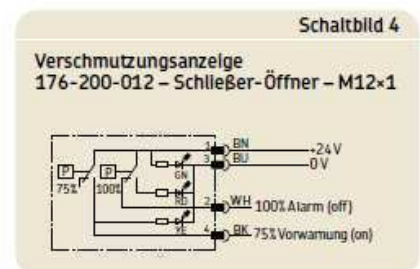 Schaltbild 4
Verschmutzungsanzeige
176-200-012 – Schließer-Öffner – M12×1
1 BN +24 V
3 BU 0 V
GN
P P
75% 100%
RD
2 WH 100% Alarm (off)
YE
4 BK 75% Vorwarnung (on)